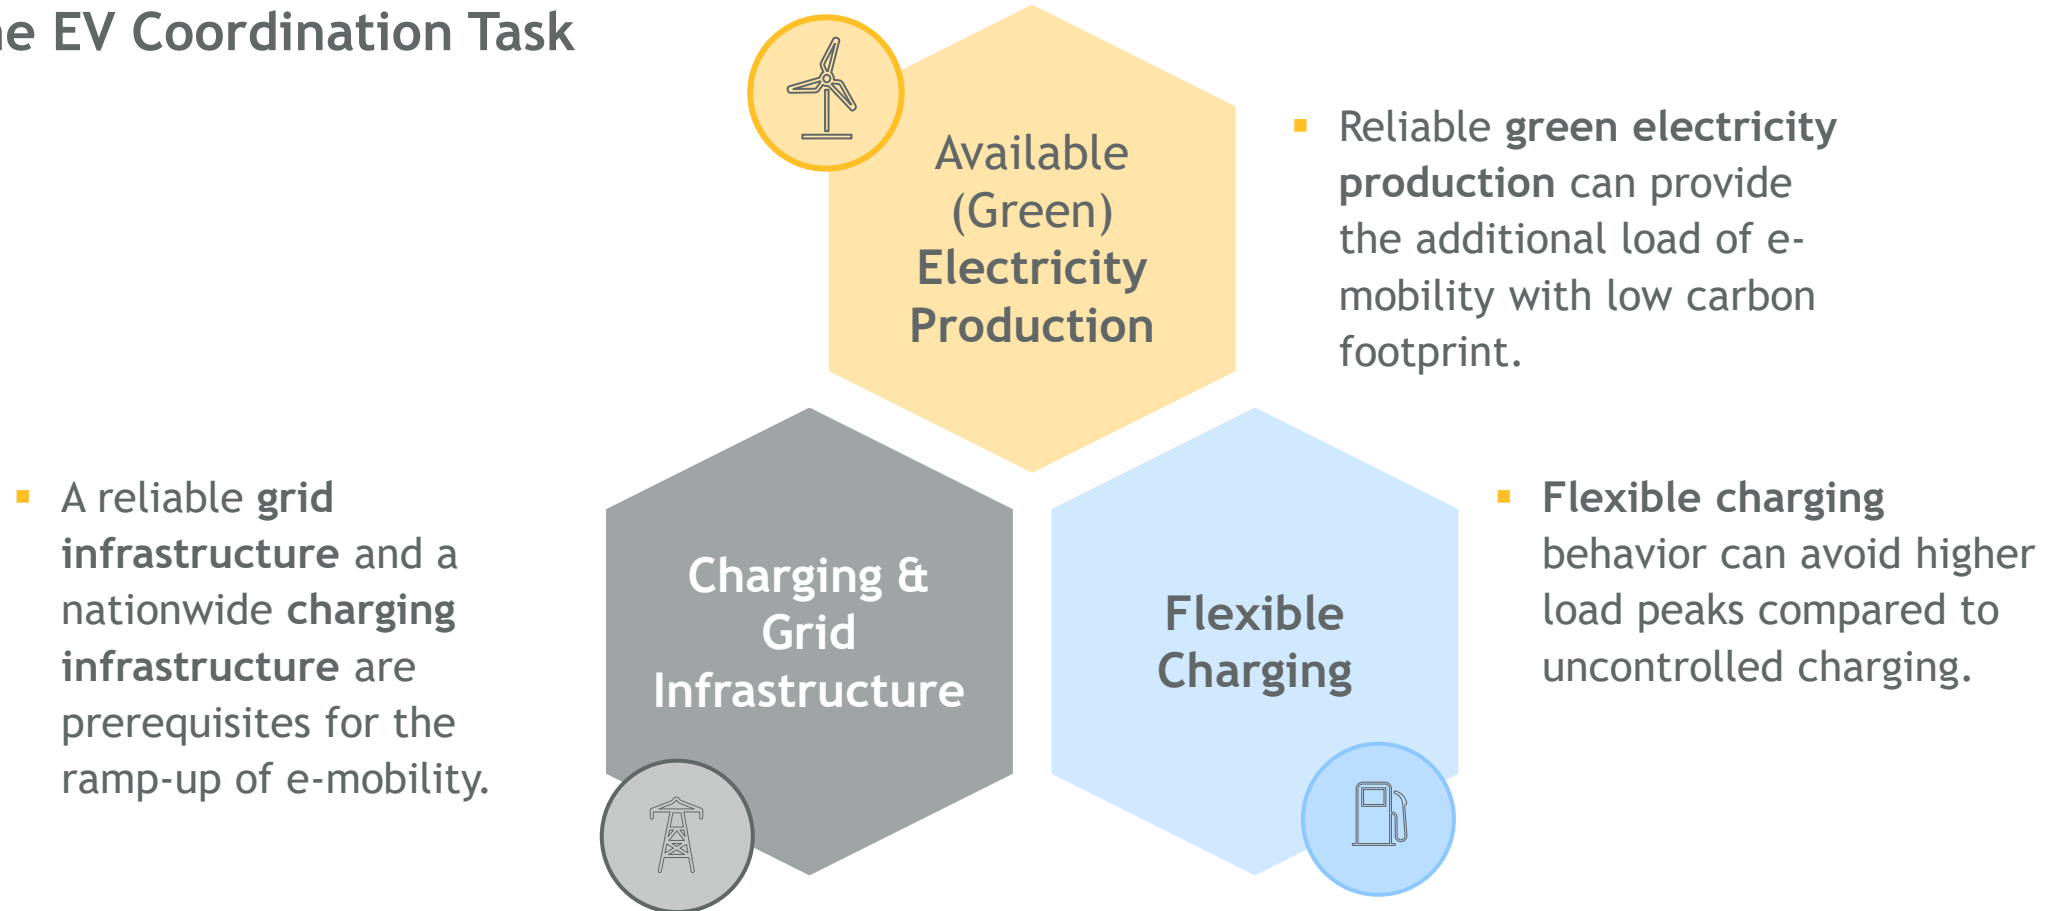 e EV Coordination Task
Available
(Green)
Electricity
Production
▪ Reliable green electricity
production can provide
the additional load of e-
mobility with low carbon
footprint.
▪ A reliable grid
infrastructure and a
nationwide charging
infrastructure are
prerequisites for the
ramp-up of e-mobility.
Charging &
Grid
Infrastructure
Flexible
Charging
▪ Flexible charging
behavior can avoid higher
load peaks compared to
uncontrolled charging.